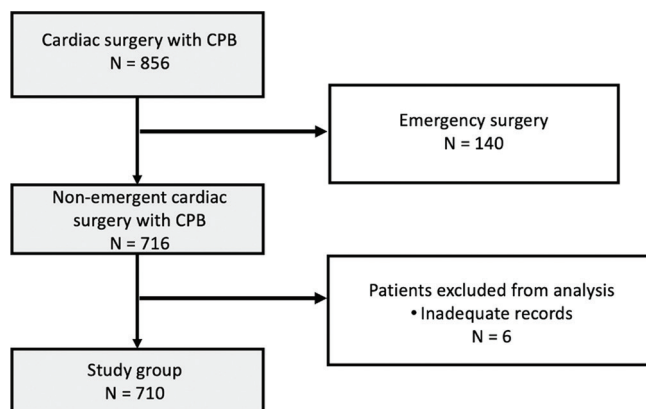 Cardiac surgery with CPB
N = 856
Emergency surgery
N = 140
Non-emergent cardiac
surgery with CPB
N = 716
Patients excluded from analysis
• Inadequate records
N = 6
Study group
N = 710